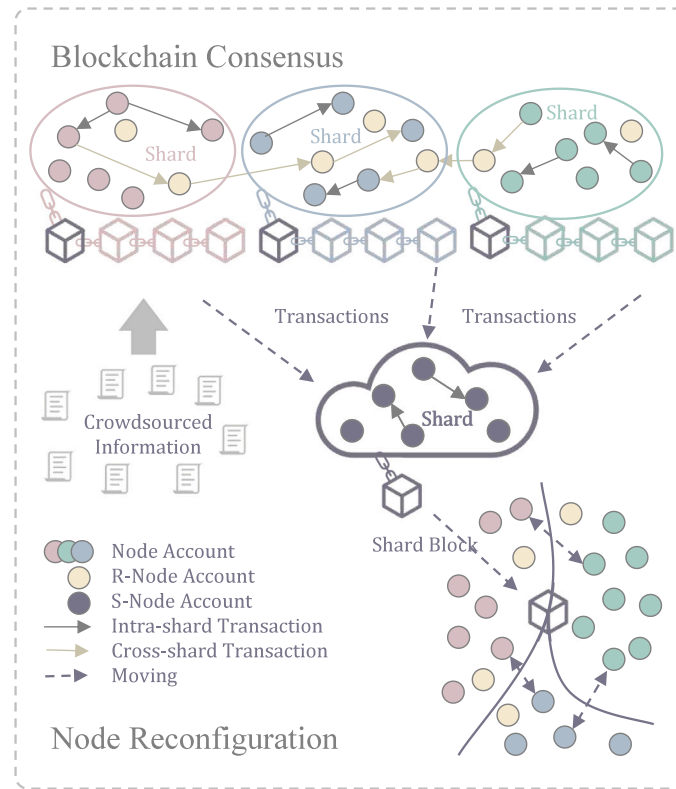 Blockchain Consensus
Shard
Shard
Shard
Transactions
Transactions
Crowdsourced
Information
Shard
Shard Block
Node Account
R-Node Account
S-Node Account
Intra-shard Transaction
Cross-shard Transaction
Moving
Node Reconfiguration